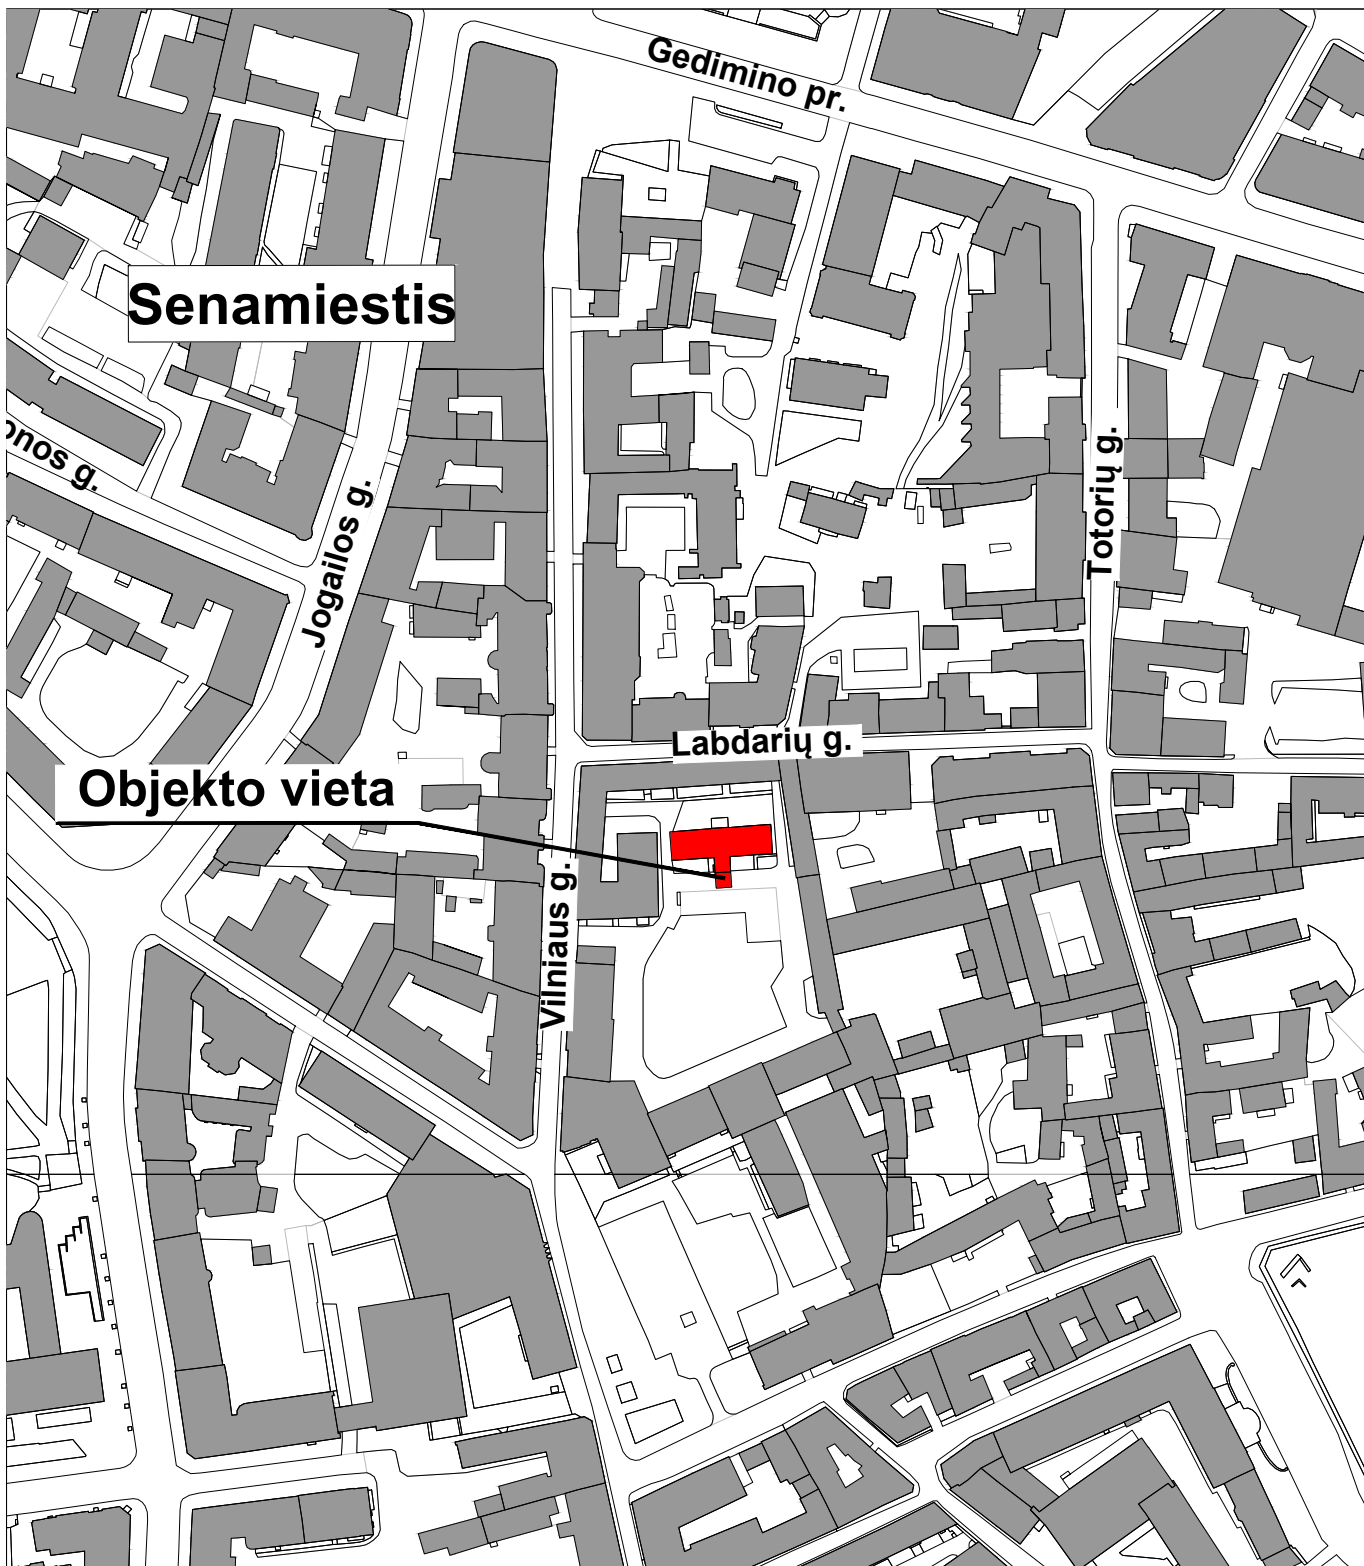 Gedimino pr.
Senamiestis
onos g.
Jogailos g.
Totorių g.
Labdarių g.
Objekto vieta
Vilniaus g.